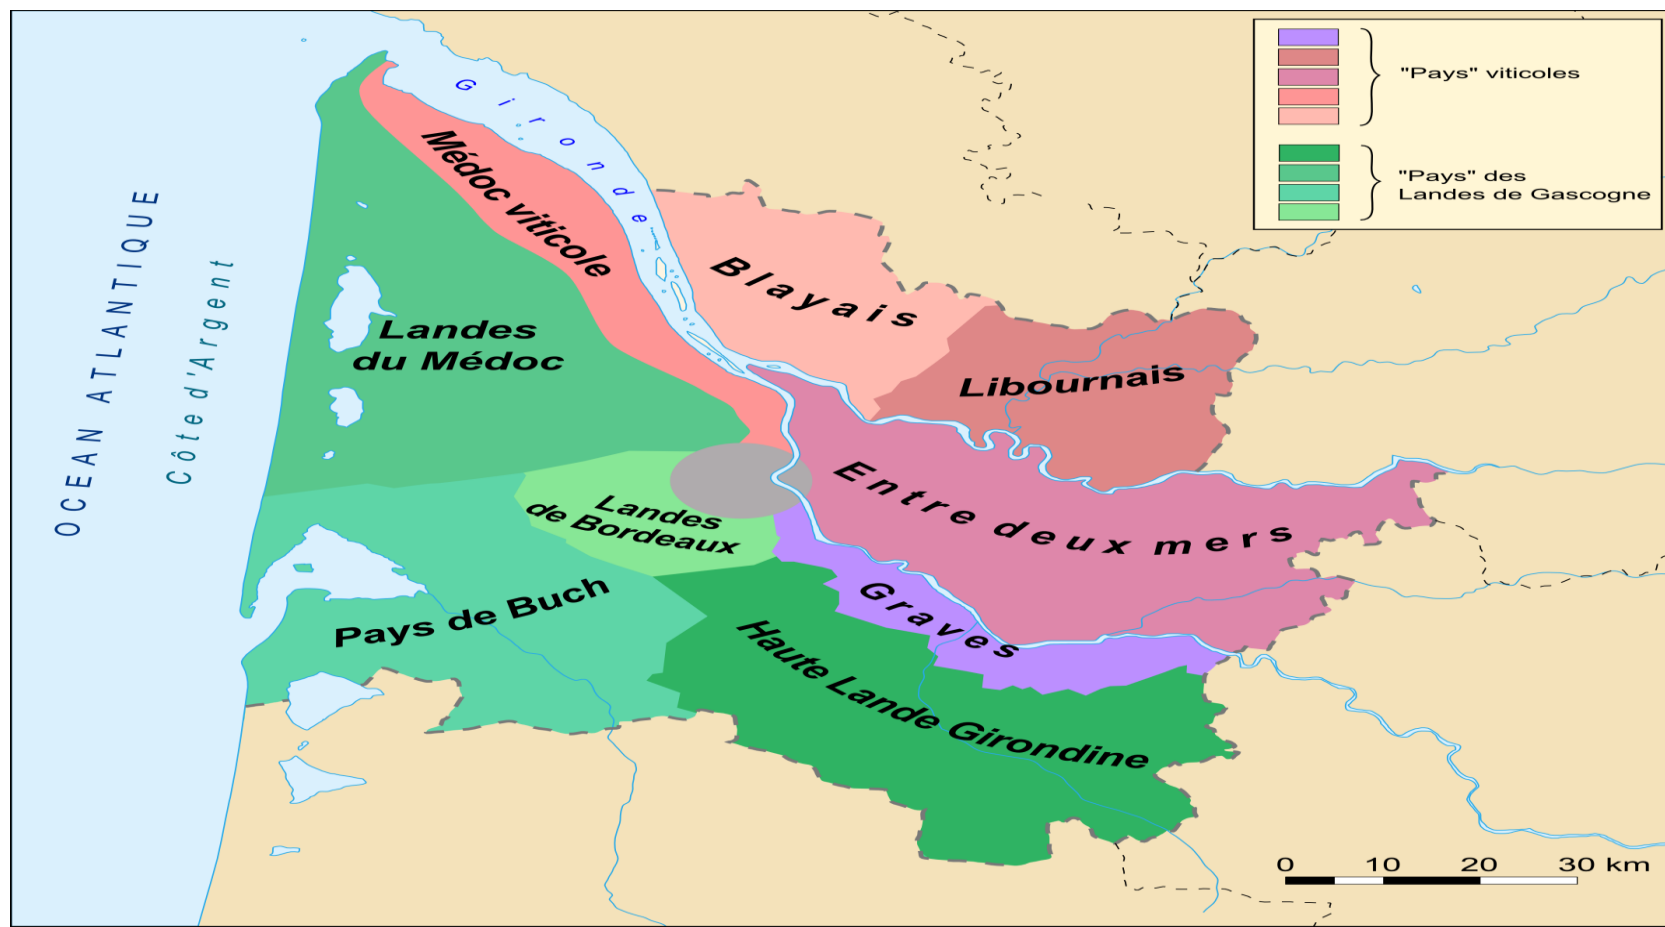 "Pays" viticoles
"Pays" des
Landes de Gascogne
Gironde
Médoc viticole
Blayais
OCEAN ATLANTIQUE
Côte d'Argent
Landes
du Médoc
Libournais
Entre deux mers
Landes
de Bordeaux
Pays de Buch
Graves
Haute Lande Girondine
0 10 20 30 km